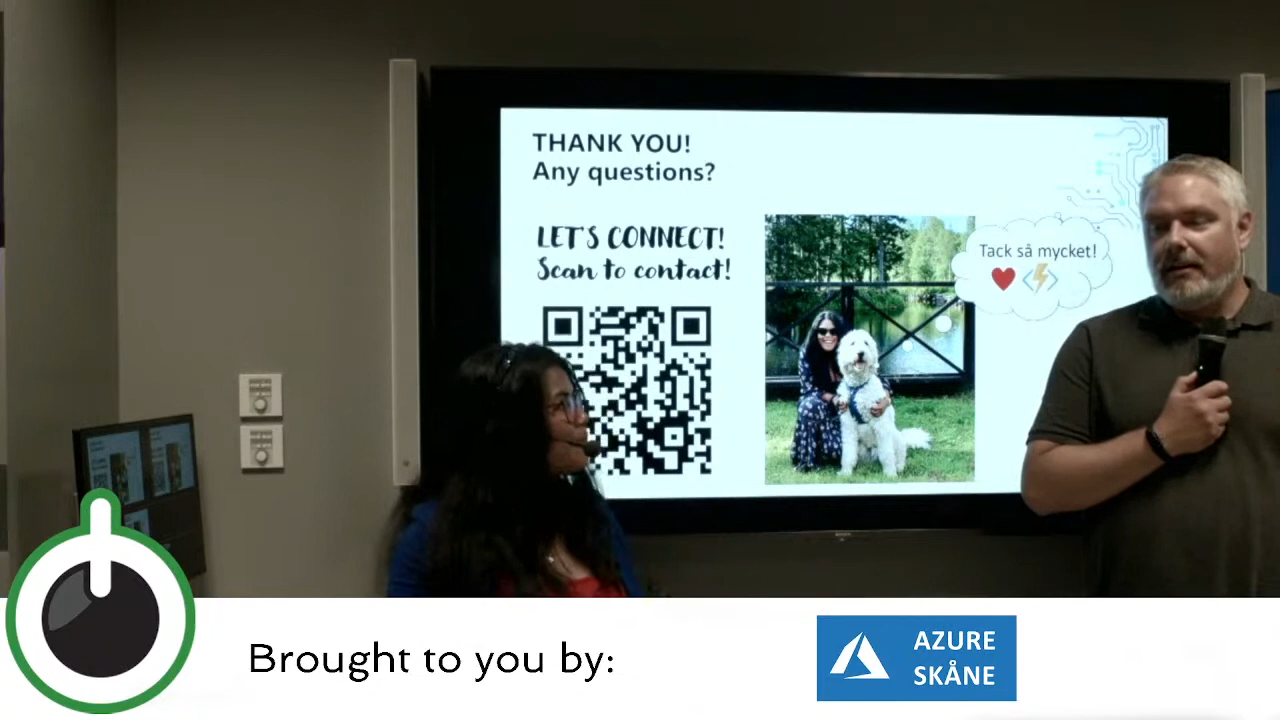 THANK YOU!
Any questions?
LET'S CONNECT!
Scan to contact!
Tack så mycket!
Brought to you by:
AZURE
SKÅNE